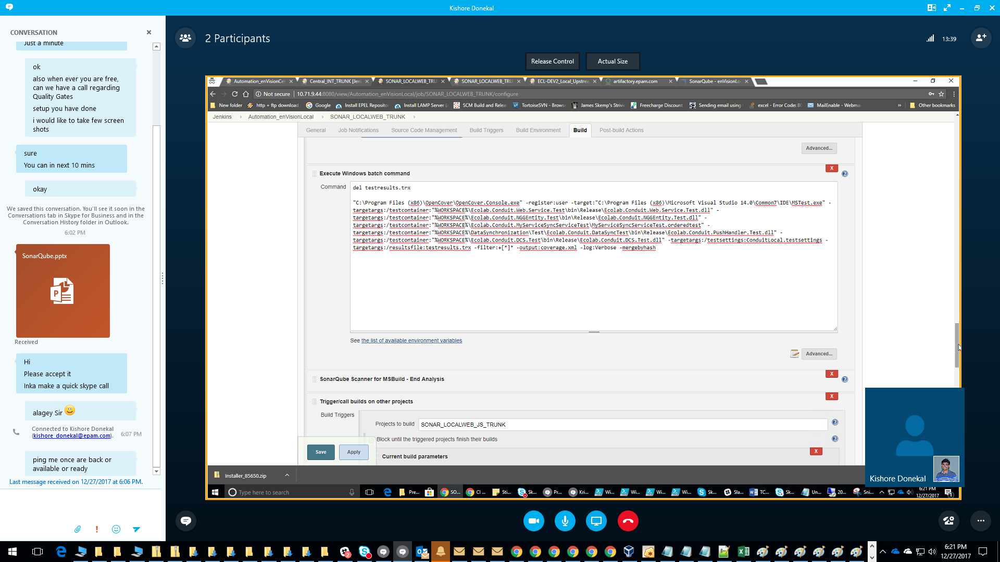 Kishore Donekal
CONVERSATION
Just a minute
ok
also when ever you are free,
can we have a call regarding
Quality Gates
setup you have done
i would like to take few screen
shots
sure
You can in next 10 mins
okay
We saved this conversation. You'll see it soon in the
Conversations tab in Skype for Business and in the
Conversation History folder in Outlook.
6:02 PM
SonarQube.pptx
Received
Hi
Please accept it
Inka make a quick skype call
alagey Sir
Connected to Kishore Donekal
(kishore_donekal@epam.com).
6:07 PM
ping me once are back or
available or ready
Last message received on 12/27/2017 at 6:06 PM.
2 Participants
13:39
Release Control
Actual Size
Automation_enVisionCe
Central_INT_TRUNK [Jen
SONAR_LOCALWEB_TRU
SONAR_LOCALWEB_TRU
ECL-DEV2_Local_Upstrea
artifactory.epam.com
SonarQube - enVisionLo
Not secure
10.71.9.44:8080/view/Automation_enVisionLocal/job/SONAR_LOCALWEB_TRUNK/configure
New folder
http + ftp download
Google
Install EPEL Reposito
Install LAMP Server (
SCM Build and Relea
TortoiseSVN - Browse
James Skemp's Strivi
Freecharge Discount
Sending email using
excel - Error Code: 80
MailEnable - Webma
»
Other bookmarks
Jenkins
Automation_enVisionLocal
SONAR_LOCALWEB_TRUNK
General
Job Notifications
Source Code Management
Build Triggers
Build Environment
Build
Post-build Actions
Advanced...
Execute Windows batch command
X
Command
del testresults.trx
"C:\Program Files (x86)\OpenCover\OpenCover.Console.exe" -register:user -target:"C:\Program Files (x86)\Microsoft Visual Studio 14.0\Common7\IDE\MSTest.exe" -
targetargs:/testcontainer:"%WORKSPACE%\Ecolab.Conduit.Web.Service.Test\bin\Release\Ecolab.Conduit.Web.Service.Test.dll" -
targetargs:/testcontainer:"%WORKSPACE%\Ecolab.Conduit.NGGEntity.Test\bin\Release\Ecolab.Conduit.NGGEntity.Test.dll" -
targetargs:/testcontainer:"%WORKSPACE%\Ecolab.Conduit.MyServiceSyncServiceTest\MyServiceSyncServiceTest.orderedtest" -
targetargs:/testcontainer:"%WORKSPACE%\DataSynchronization\Test\Ecolab.Conduit.DataSyncTest\bin\Release\Ecolab.Conduit.PushHandler.Test.dll" -
targetargs:/testcontainer:"%WORKSPACE%\Ecolab.Conduit.DCS.Test\bin\Release\Ecolab.Conduit.DCS.Test.dll" -targetargs:/testsettings:ConduitLocal.testsettings -
targetargs:/resultsfile:testresults.trx -filter:+[*]* -output:coverage.xml -log:Verbose -mergebyhash
See the list of available environment variables
Advanced...
SonarQube Scanner for MSBuild - End Analysis
X
Trigger/call builds on other projects
X
Build Triggers
Projects to build
SONAR_LOCALWEB_JS_TRUNK
Block until the triggered projects finish their builds
Current build parameters
X
Save
Apply
Installer_85650.zip
Type here to search
Pre...
SO...
CI ...
Sti...
Sk...
Pr...
Kri...
Wi...
Wi...
Wi...
Wi...
Sk...
Sla...
TC...
Sk...
Un...
20...
Sni...
6:21 PM
12/27/2017
Kishore Donekal
6:21 PM
12/27/2017